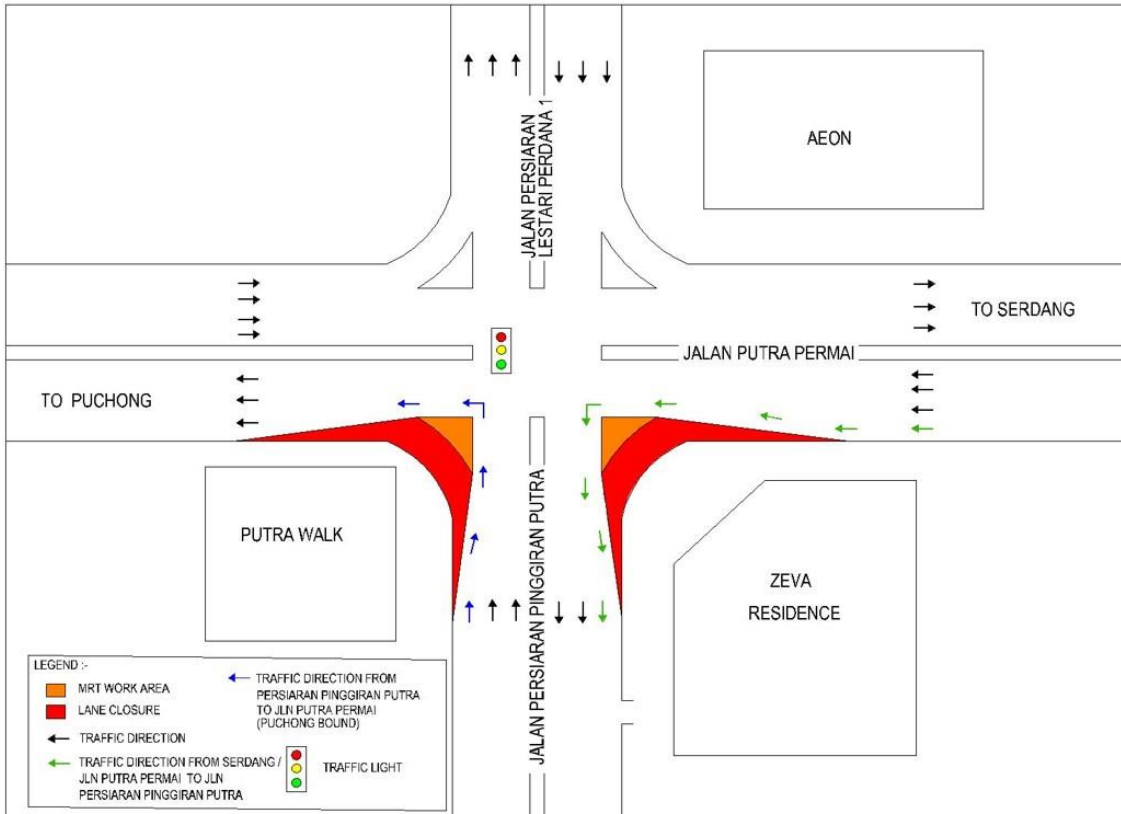 JALAN PERSIARAN
LESTARI PERDANA 1
AEON
TO SERDANG
JALAN PUTRA PERMAI
TO PUCHONG
JALAN PERSIARAN PINGGIRAN PUTRA
PUTRA WALK
ZEVA
RESIDENCE
LEGEND :-
MRT WORK AREA
LANE CLOSURE
TRAFFIC DIRECTION
TRAFFIC DIRECTION FROM SERDANG /
JLN PUTRA PERMAI TO JLN
PERSIARAN PINGGIRAN PUTRA
TRAFFIC DIRECTION FROM
PERSIARAN PINGGIRAN PUTRA
TO JLN PUTRA PERMAI
(PUCHONG BOUND)
TRAFFIC LIGHT